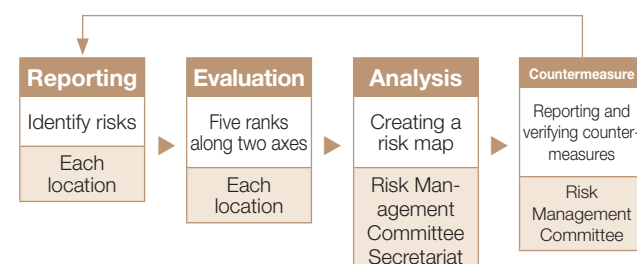 Reporting
Identify risks
Each
location
Evaluation
Five ranks
along two axes
Each
location
Analysis
Creating a
risk map
Risk Man-
agement
Committee
Secretariat
Countermeasure
Reporting and
verifying counter-
measures
Risk
Management
Committee